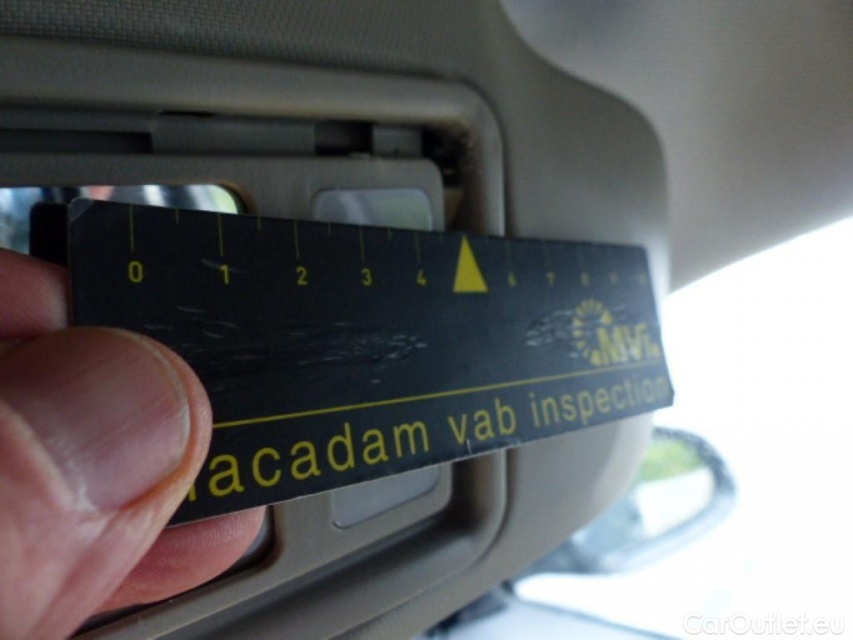 0 1 2 3 4 6 7 8 9
MVI
acadam vab inspection
CarOutlet.eu